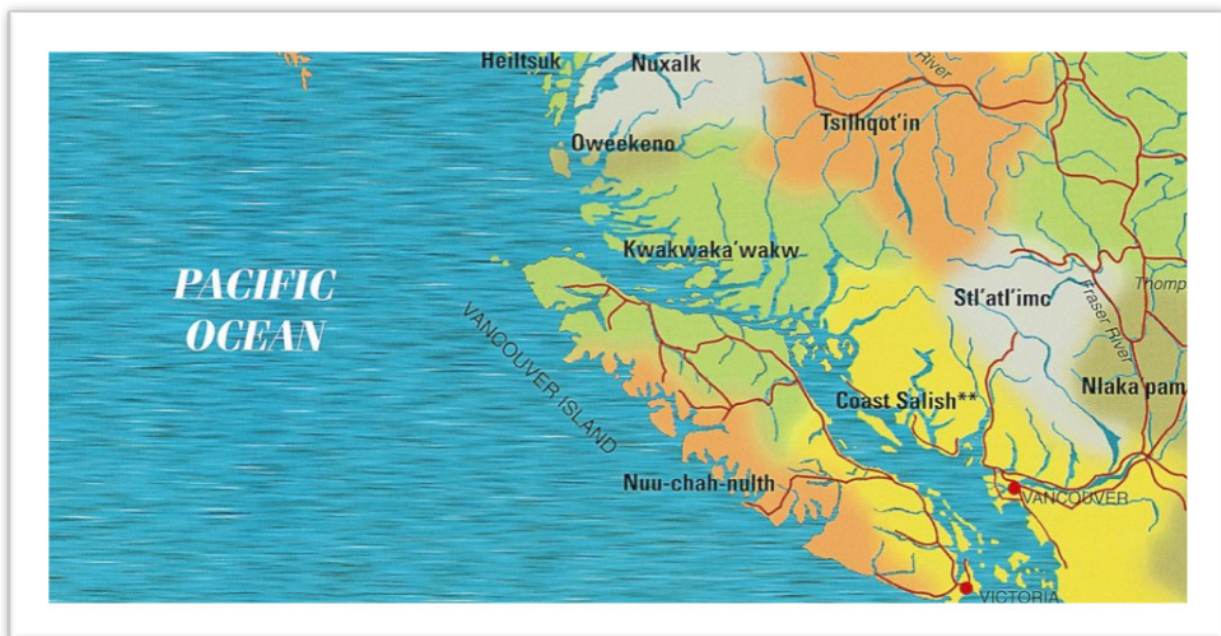 Heiltsuk
Nuxalk
River
Tsilhqot'in
Oweekeno
Kwakwaka'wakw
PACIFIC
OCEAN
Stl'atl'imc
Thomp
Fraser River
VANCOUVER ISLAND
Nlaka pam
Coast Salish**
Nuu-chah-nulth
VANCOUVER
VICTORIA